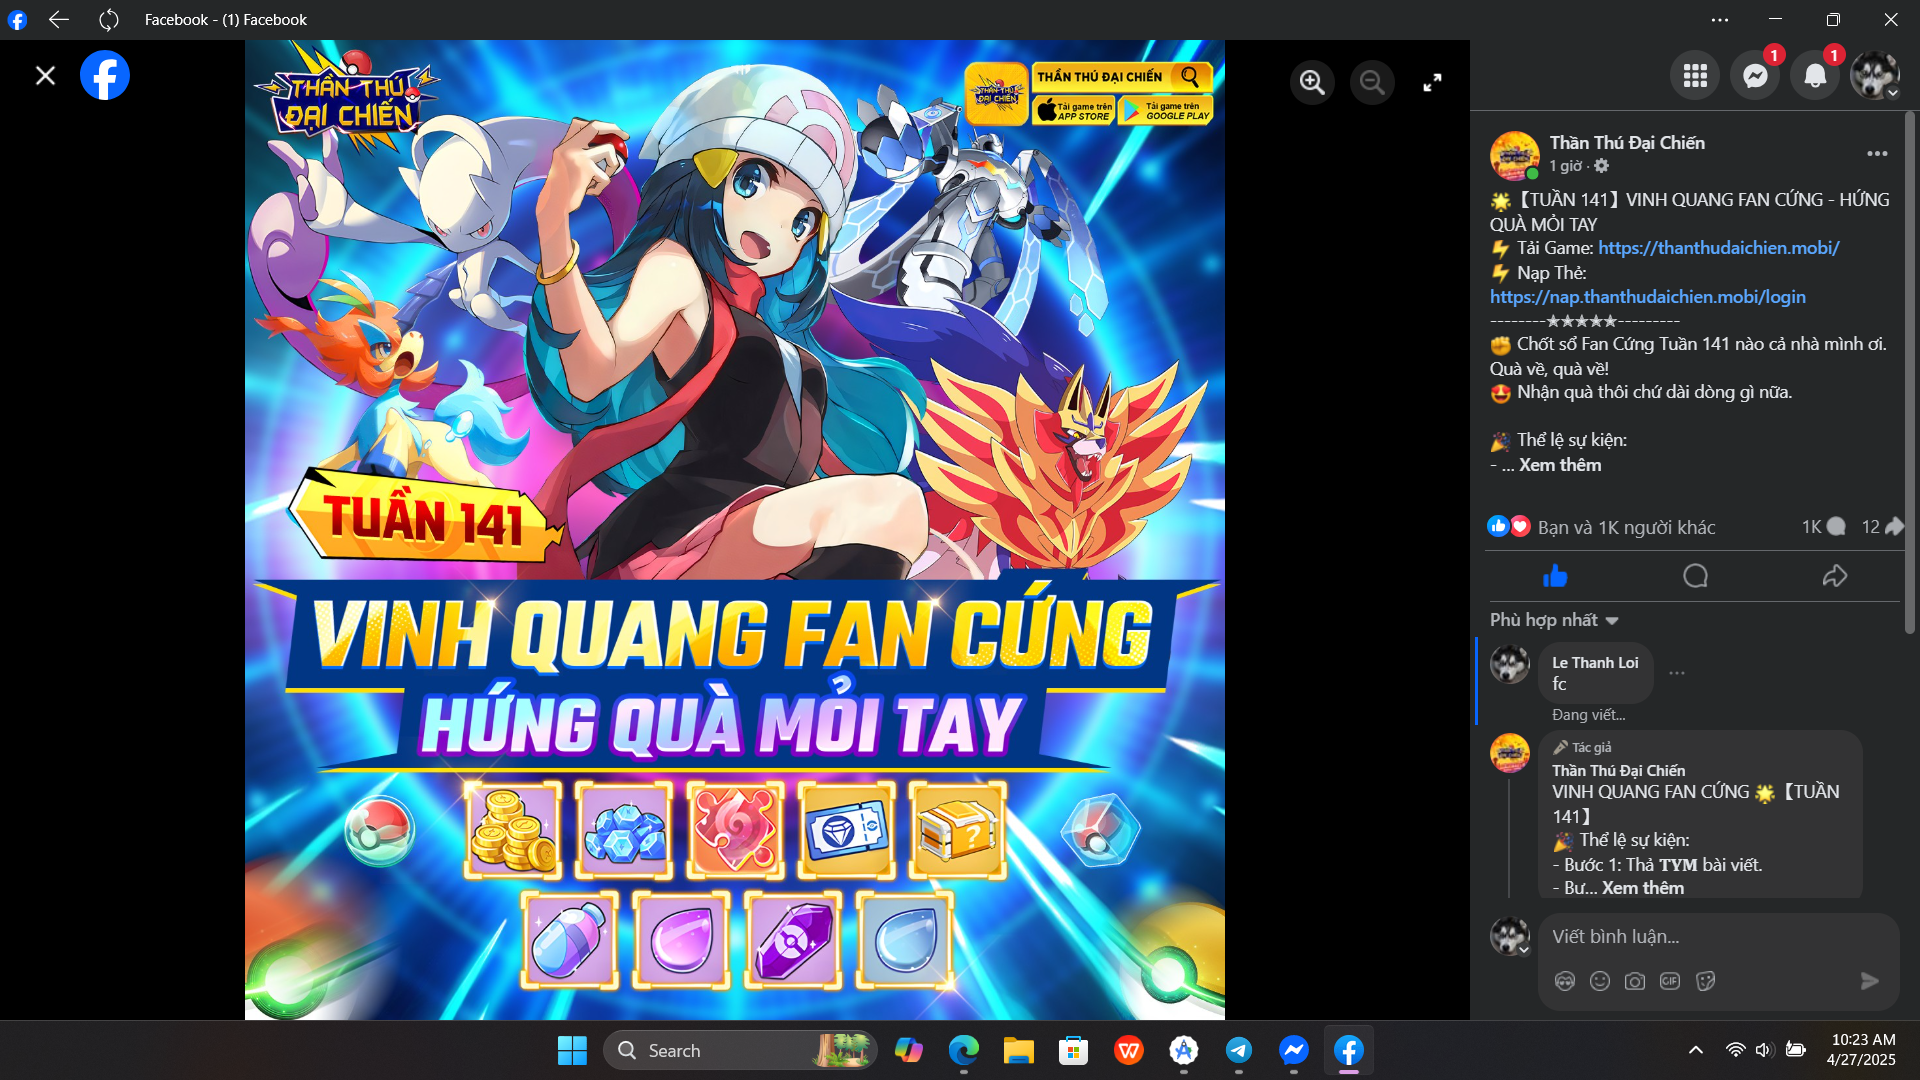 Facebook - (1) Facebook
THẦN THÚ
ĐẠI CHIẾN
THẦN THÚ ĐẠI CHIẾN
Tải game trên
APP STORE
Tải game trên
GOOGLE PLAY
TUẦN 141
VINH QUANG FAN CỨNG
HỨNG QUÀ MỎI TAY
?
1
1
Thần Thú Đại Chiến
1 giờ ·
🌟【TUẦN 141】VINH QUANG FAN CỨNG - HỨNG
QUÀ MỎI TAY
⚡ Tải Game: https://thanthudaichien.mobi/
⚡ Nạp Thẻ:
https://nap.thanthudaichien.mobi/login
--------★★★★★---------
✊ Chốt sổ Fan Cứng Tuần 141 nào cả nhà mình ơi.
Quà về, quà về!
🤩 Nhận quà thôi chứ dài dòng gì nữa.
🎉 Thể lệ sự kiện:
- ... Xem thêm
Bạn và 1K người khác
1K
12
Phù hợp nhất
Le Thanh Loi
fc
Đang viết...
Tác giả
Thần Thú Đại Chiến
VINH QUANG FAN CỨNG 🌟【TUẦN
141】
🎉 Thể lệ sự kiện:
- Bước 1: Thả TYM bài viết.
- Bư... Xem thêm
Viết bình luận...
GIF
Search
10:23 AM
4/27/2025